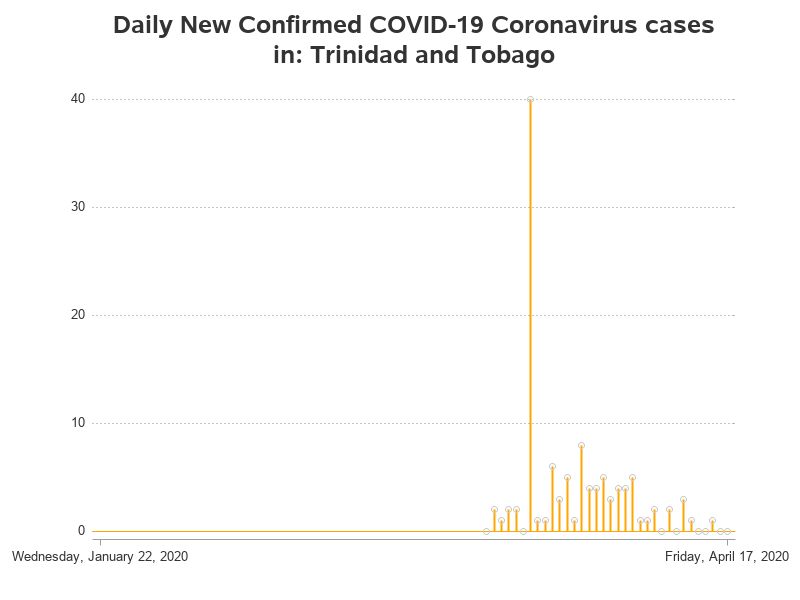 Daily New Confirmed COVID-19 Coronavirus cases
in: Trinidad and Tobago
40
30
20
10
0
Wednesday, January 22, 2020
Friday, April 17, 2020